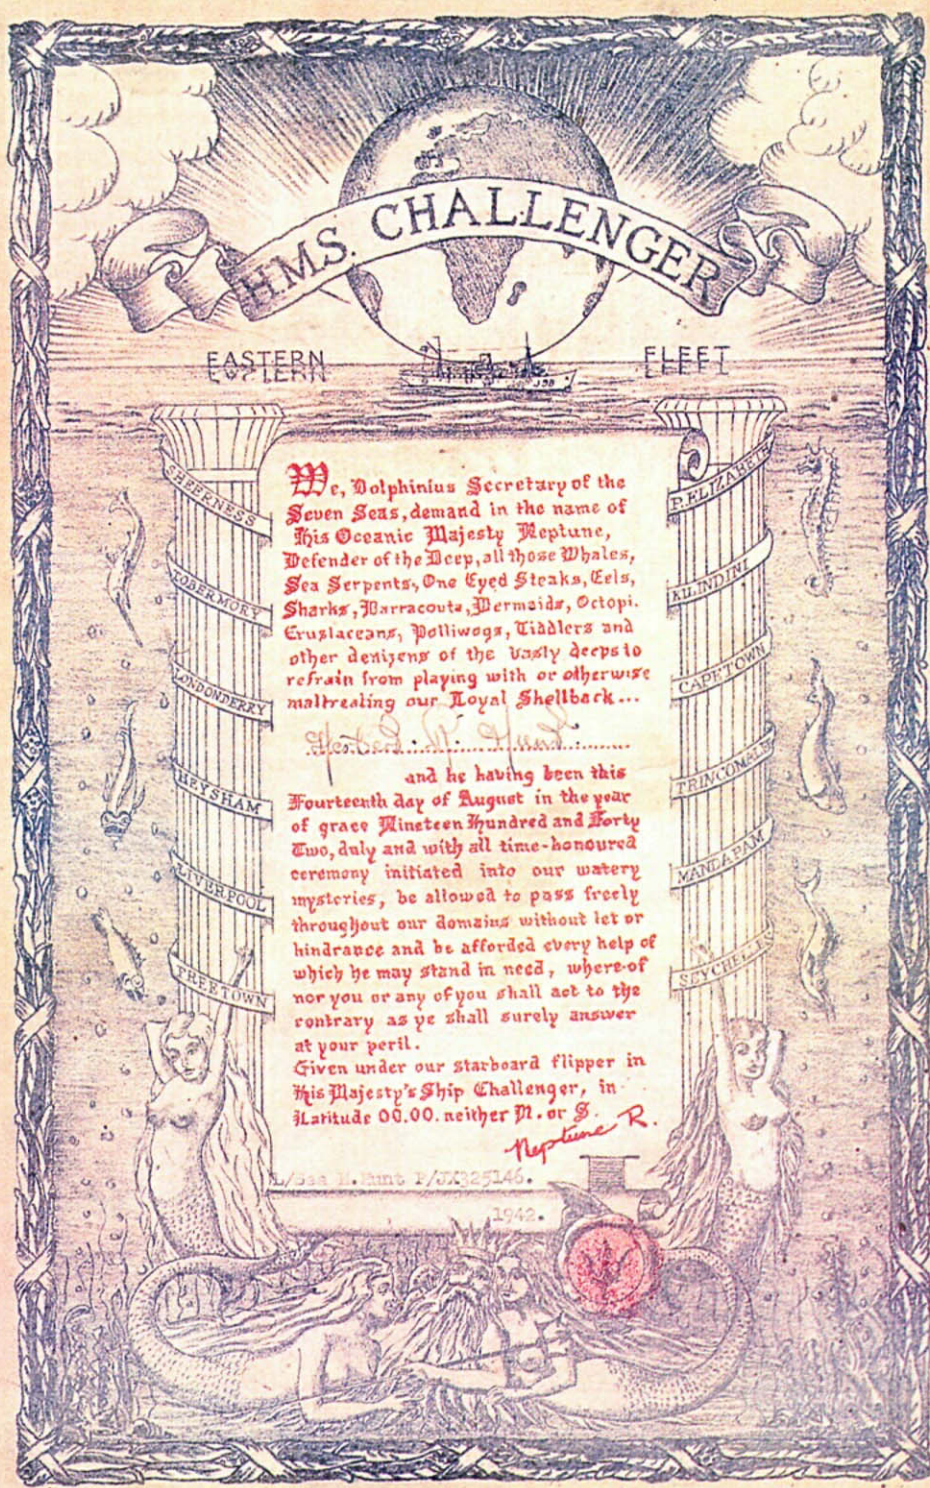 H.M.S. CHALLENGER
EASTERN FLEET
SHEERNESS
TOBERMORY
LONDONDERRY
HEYSHAM
LIVERPOOL
FREETOWN
We, Dolphinius Secretary of the
Seven Seas, demand in the name of
His Oceanic Majesty Neptune,
Defender of the Deep, all those Whales,
Sea Serpents, One Eyed Steaks, Eels,
Sharks, Barracouta, Mermaids, Octopi.
Crustaceans, Polliwogs, Tiddlers and
other denizens of the vasty deeps to
refrain from playing with or otherwise
maltreating our Loyal Shellback...
Hunt
and he having been this
Fourteenth day of August in the year
of grace Nineteen Hundred and Forty
Two, duly and with all time-honoured
ceremony initiated into our watery
mysteries, be allowed to pass freely
throughout our domains without let or
hindrance and be afforded every help of
which he may stand in need, where-of
nor you or any of you shall act to the
contrary as ye shall surely answer
at your peril.
Given under our starboard flipper in
His Majesty's Ship Challenger, in
Latitude 00.00. neither N. or S.
Neptune R.
L/Sea H.Hunt P/JX325146.
1942.
P.ELIZABETH
KILINDINI
CAPETOWN
TRINCOMALEE
MANDAPAM
SEYCHELLES
J98